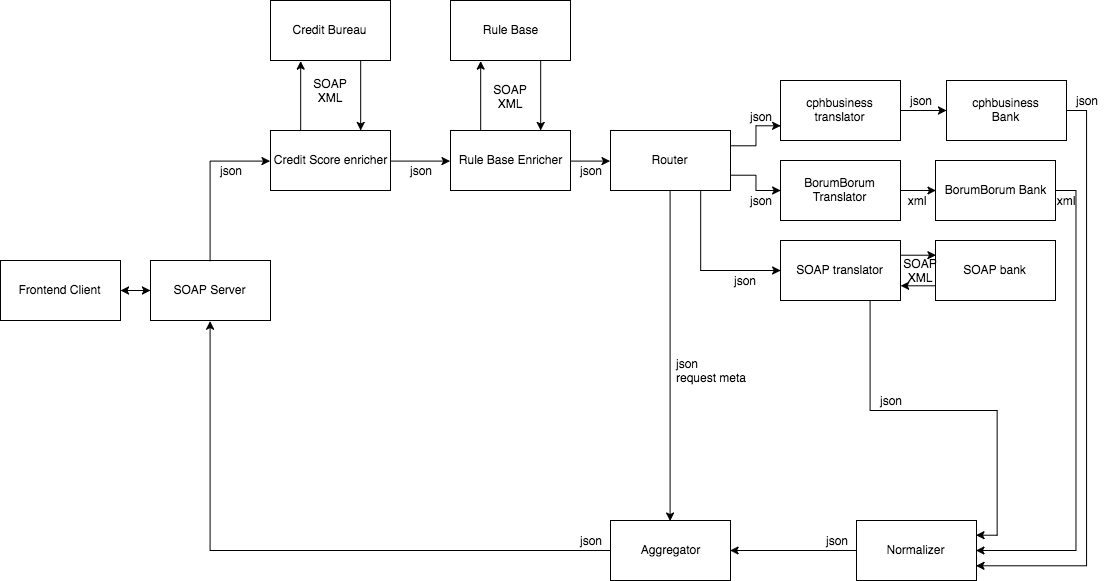 Credit Bureau
Rule Base
SOAP
XML
SOAP
XML
cphbusiness
translator
json
cphbusiness
Bank
json
json
Credit Score enricher
Rule Base Enricher
Router
json
json
json
json
BorumBorum
Translator
xml
BorumBorum Bank
xml
Frontend Client
SOAP Server
json
SOAP translator
SOAP
XML
SOAP bank
json
request meta
json
json
Aggregator
json
Normalizer